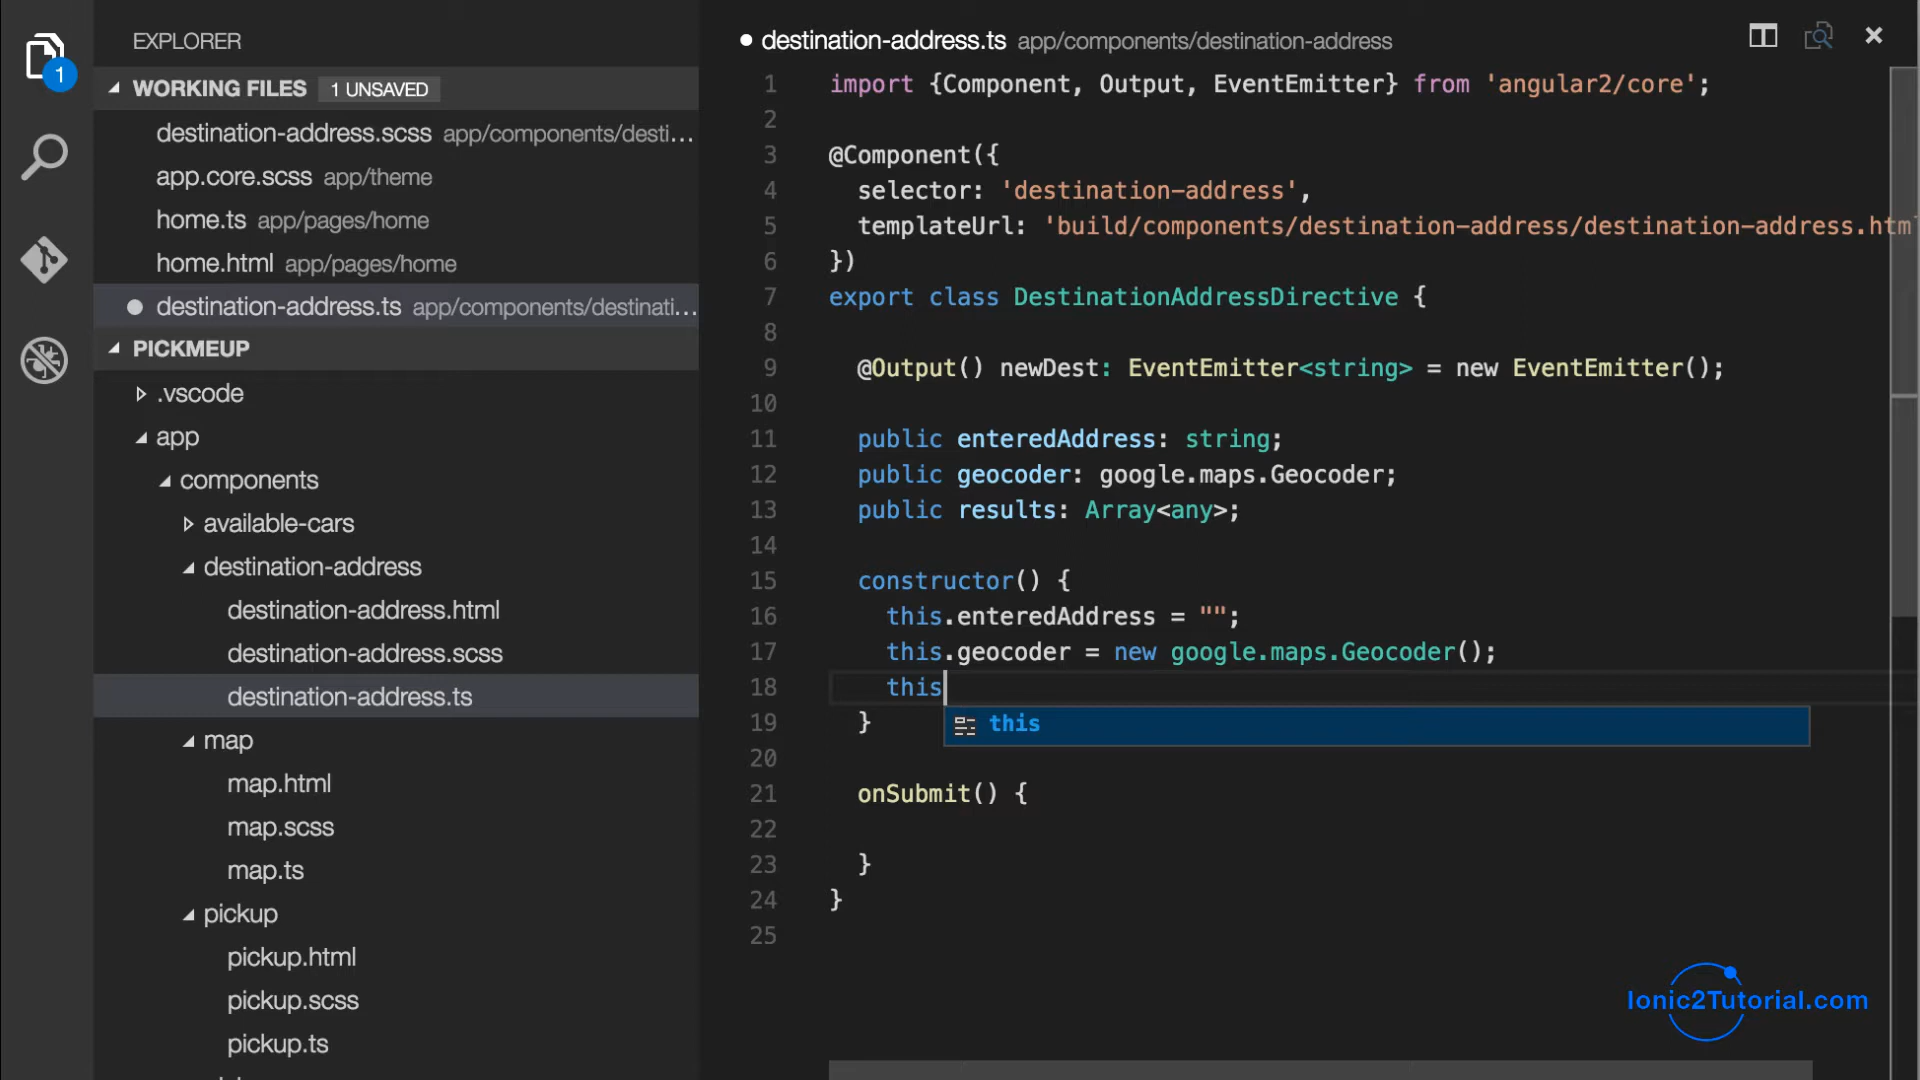 EXPLORER
WORKING FILES 1 UNSAVED
destination-address.scss app/components/desti...
app.core.scss app/theme
home.ts app/pages/home
home.html app/pages/home
destination-address.ts app/components/destinati...
PICKMEUP
.vscode
app
components
available-cars
destination-address
destination-address.html
destination-address.scss
destination-address.ts
map
map.html
map.scss
map.ts
pickup
pickup.html
pickup.scss
pickup.ts
1
destination-address.ts app/components/destination-address
1 import {Component, Output, EventEmitter} from 'angular2/core';
2
3 @Component({
4 selector: 'destination-address',
5 templateUrl: 'build/components/destination-address/destination-address.htm
6 })
7 export class DestinationAddressDirective {
8
9 @Output() newDest: EventEmitter<string> = new EventEmitter();
10
11 public enteredAddress: string;
12 public geocoder: google.maps.Geocoder;
13 public results: Array<any>;
14
15 constructor() {
16 this.enteredAddress = "";
17 this.geocoder = new google.maps.Geocoder();
18 this
19 }
this
20
21 onSubmit() {
22
23 }
24 }
25
Ionic2Tutorial.com